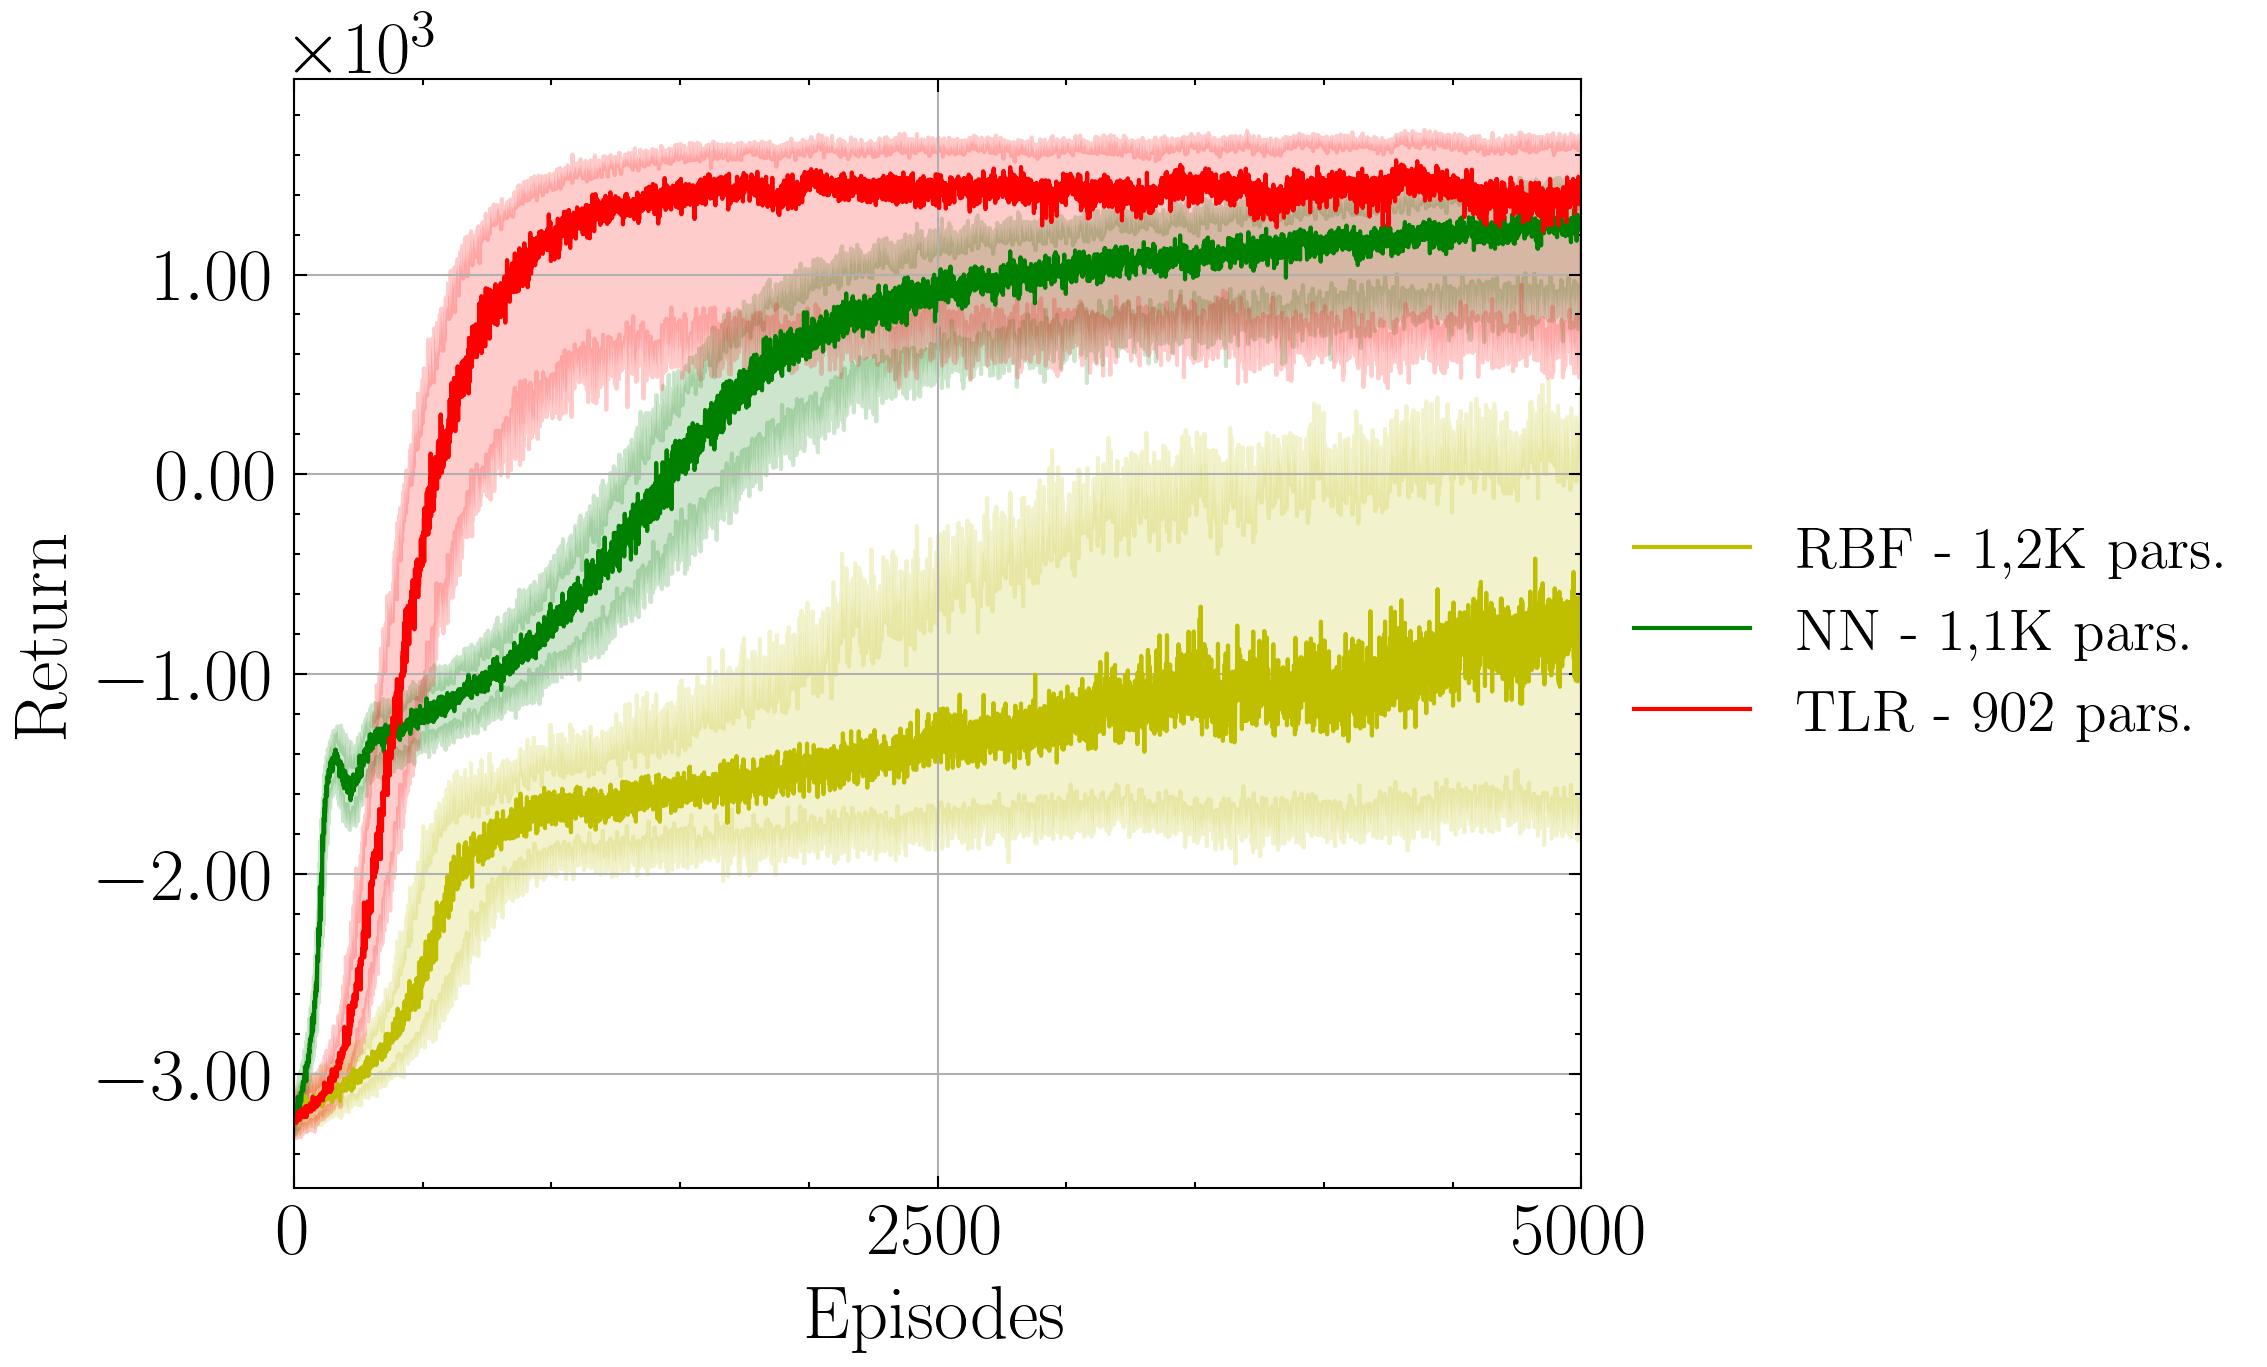 ×10³
1.00
0.00
−1.00
−2.00
−3.00
Return
0
2500
5000
Episodes
RBF - 1,2K pars.
NN - 1,1K pars.
TLR - 902 pars.